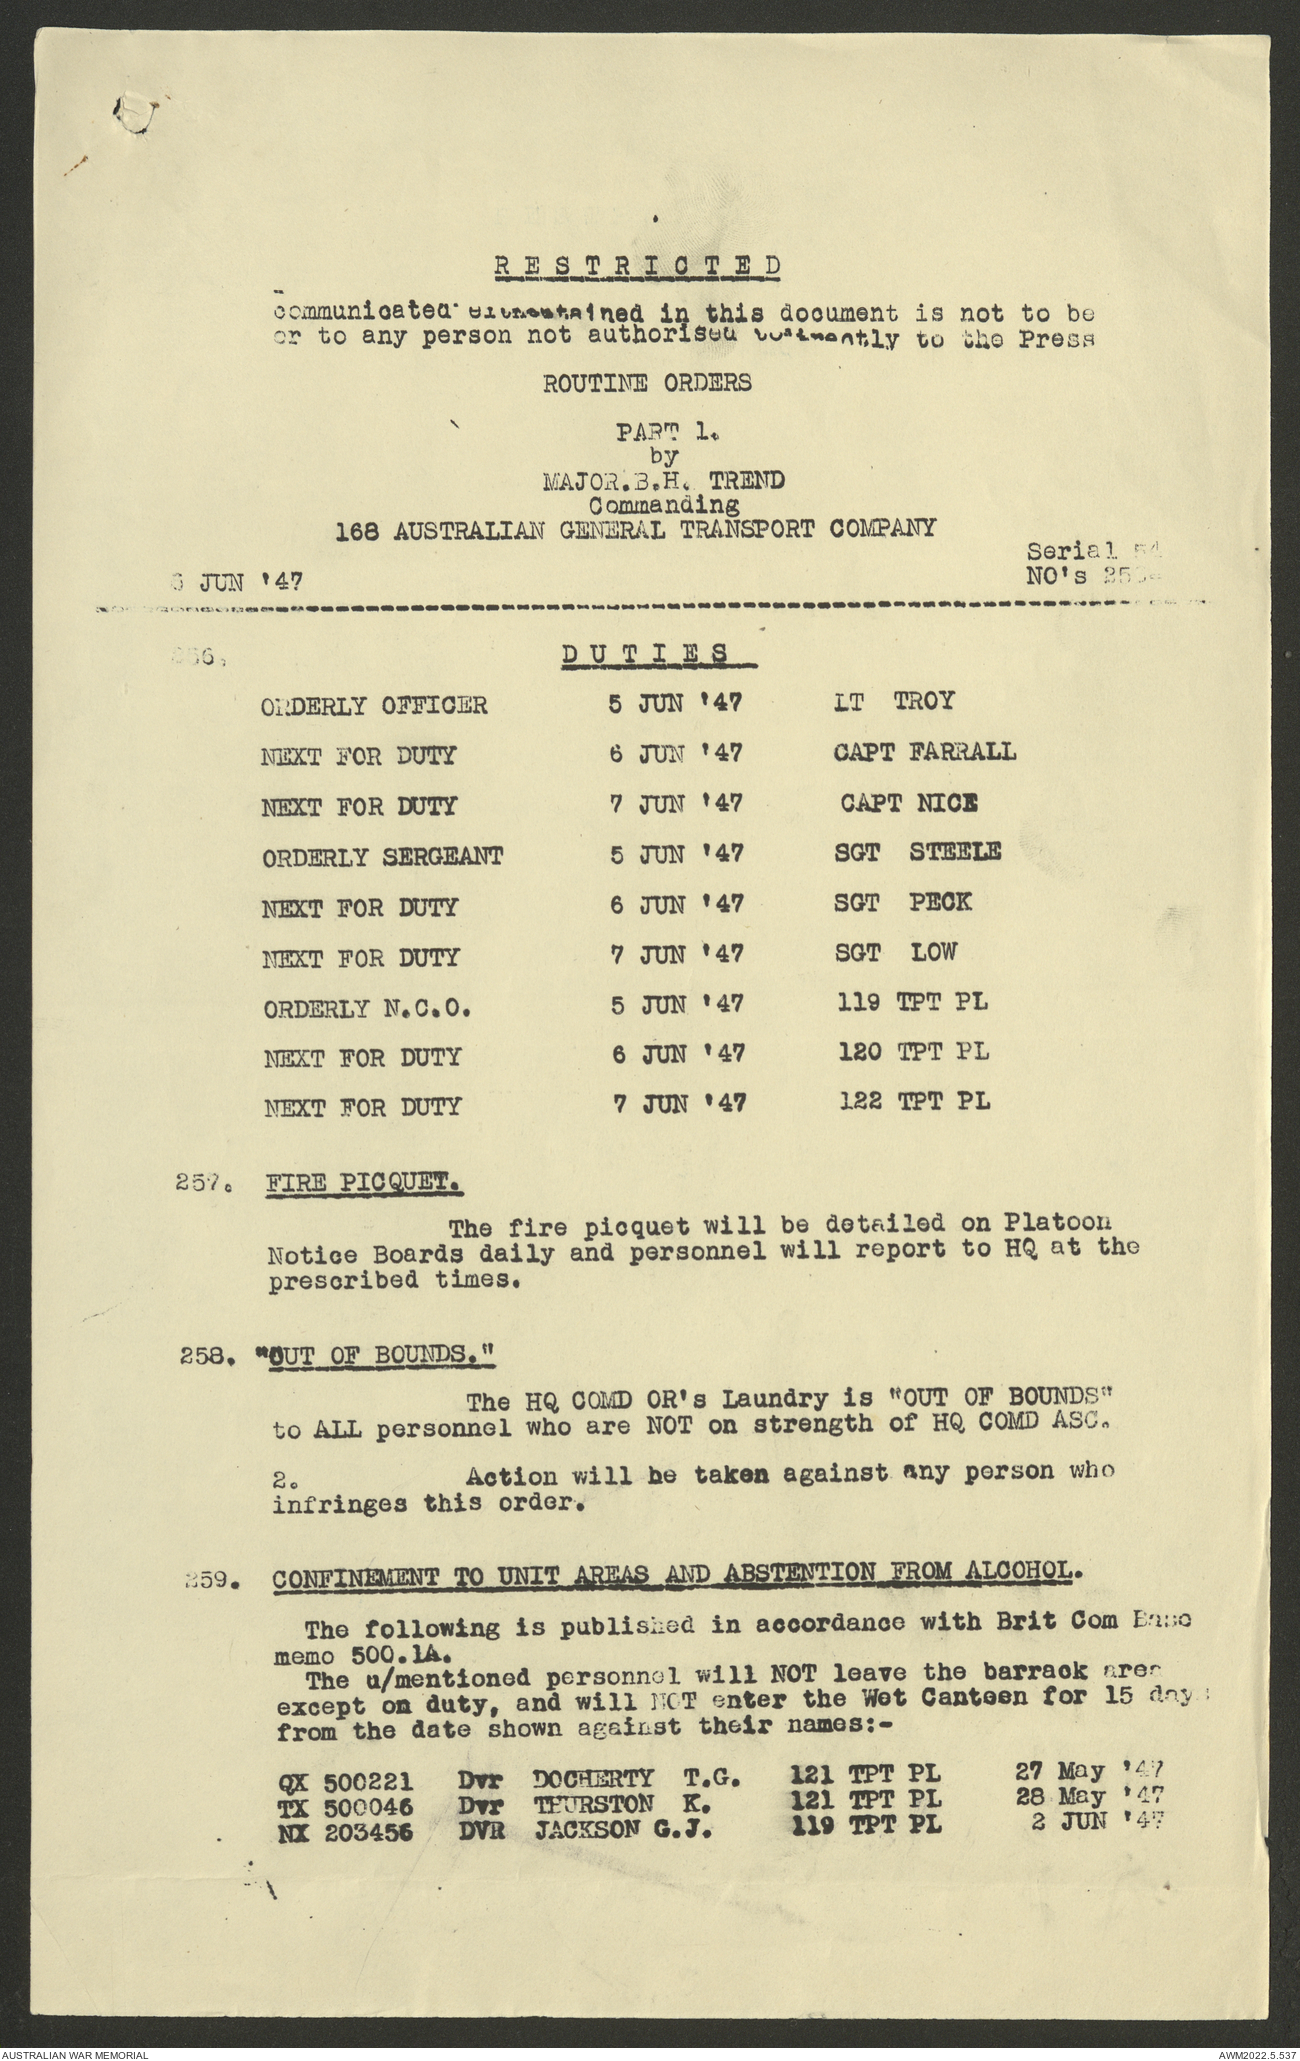 RESTRICTED
communicated contained in this document is not to be
or to any person not authorised to the Press
ROUTINE ORDERS
PART 1.
by
MAJOR.B.H. TREND
Commanding
168 AUSTRALIAN GENERAL TRANSPORT COMPANY
Serial 54
NO's
JUN '47
DUTIES
ORDERLY OFFICER 5 JUN '47 LT TROY
NEXT FOR DUTY 6 JUN '47 CAPT FARRALL
NEXT FOR DUTY 7 JUN '47 CAPT NICE
ORDERLY SERGEANT 5 JUN '47 SGT STEELE
NEXT FOR DUTY 6 JUN '47 SGT PECK
NEXT FOR DUTY 7 JUN '47 SGT LOW
ORDERLY N.C.O. 5 JUN '47 119 TPT PL
NEXT FOR DUTY 6 JUN '47 120 TPT PL
NEXT FOR DUTY 7 JUN '47 122 TPT PL
257. FIRE PICQUET.
The fire picquet will be detailed on Platoon
Notice Boards daily and personnel will report to HQ at the
prescribed times.
258. "OUT OF BOUNDS."
The HQ COMD OR's Laundry is "OUT OF BOUNDS"
to ALL personnel who are NOT on strength of HQ COMD ASC.
2. Action will be taken against any person who
infringes this order.
259. CONFINEMENT TO UNIT AREAS AND ABSTENTION FROM ALCOHOL.
The following is published in accordance with Brit Com Base
memo 500.1A.
The u/mentioned personnel will NOT leave the barrack area
except on duty, and will NOT enter the Wet Canteen for 15 days
from the date shown against their names:-
QX 500221 Dvr DOCHERTY T.G. 121 TPT PL 27 May '47
TX 500046 Dvr THURSTON K. 121 TPT PL 28 May '47
NX 203456 DVR JACKSON G.J. 119 TPT PL 2 JUN '47
AUSTRALIAN WAR MEMORIAL AWM2022.5.537